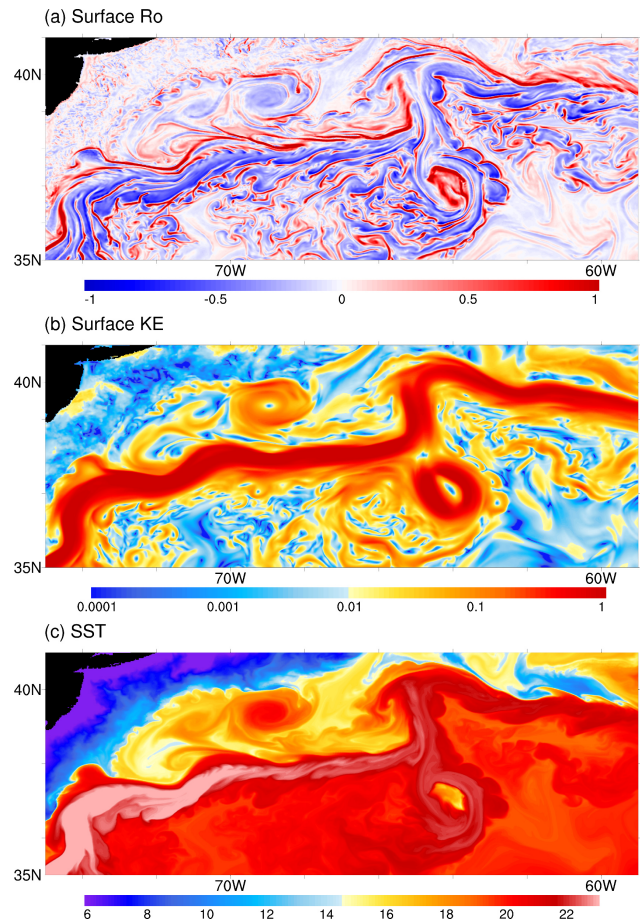 (a) Surface Ro
40N
35N
70W 60W
-1 -0.5 0 0.5 1
(b) Surface KE
40N
35N
70W 60W
0.0001 0.001 0.01 0.1 1
(c) SST
40N
35N
70W 60W
6 8 10 12 14 16 18 20 22